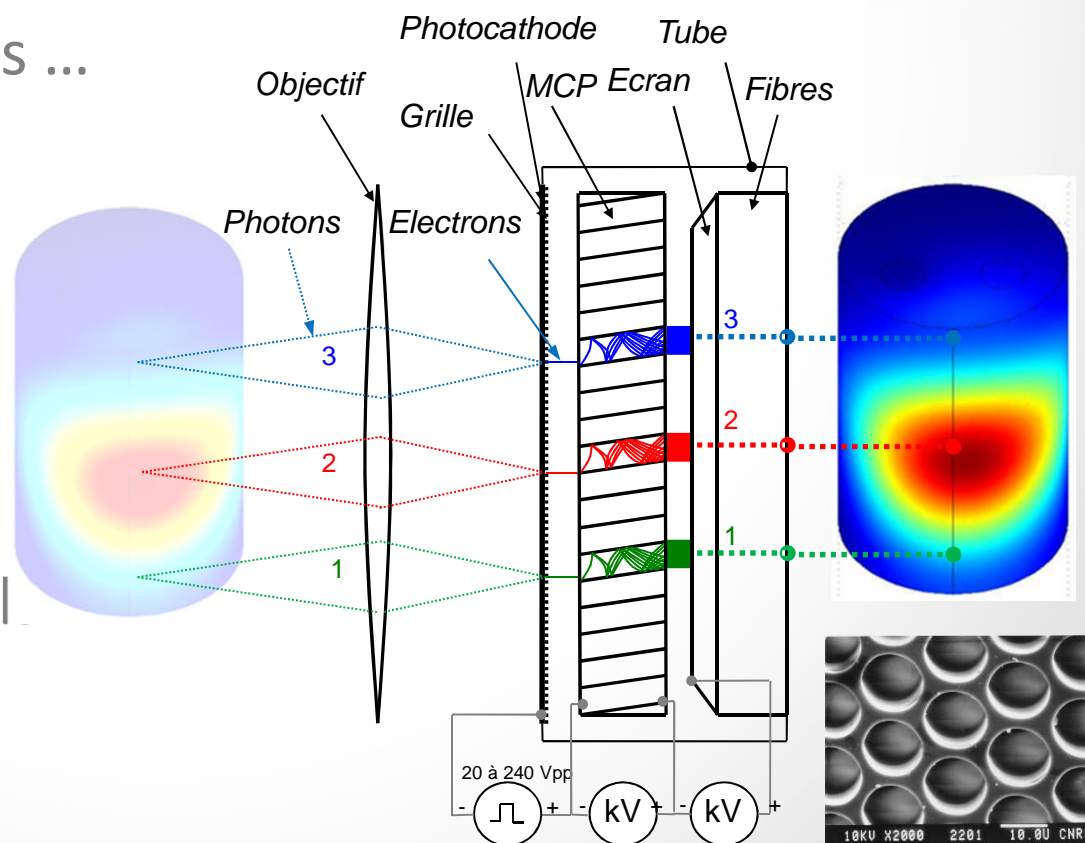 s ...
Photocathode
Tube
Objectif
MCP
Ecran
Fibres
Grille
Photons
Electrons
3
3
2
2
1
1
20 à 240 Vpp
- +
- kV +
- kV +
10KV X2000 2201 10.0U CNR